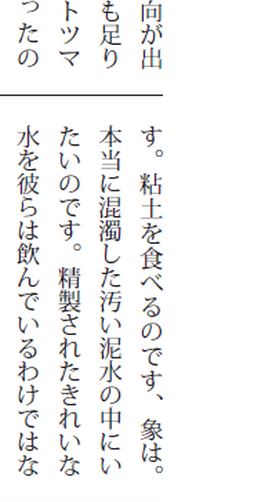 向が出
も足り
トツマ
ったの
す。粘土を食べるのです、象は。
本当に混濁した汚い泥水の中にい
たいのです。精製されたきれいな
水を彼らは飲んでいるわけではな